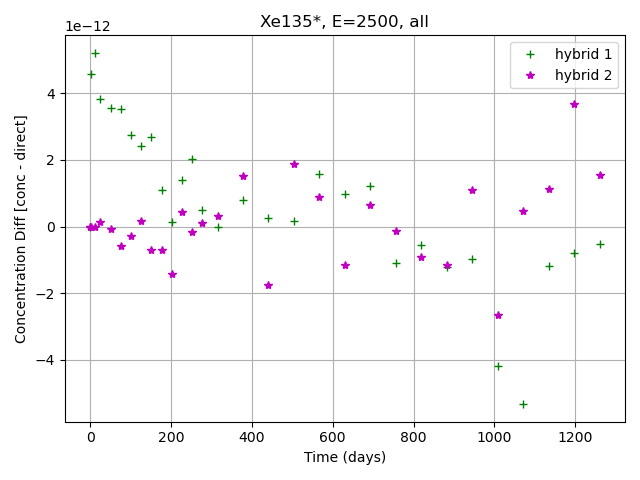 Xe135*, E=2500, all
1e−12
hybrid 1
hybrid 2
Concentration Diff [conc - direct]
4
2
0
−2
−4
0 200 400 600 800 1000 1200
Time (days)